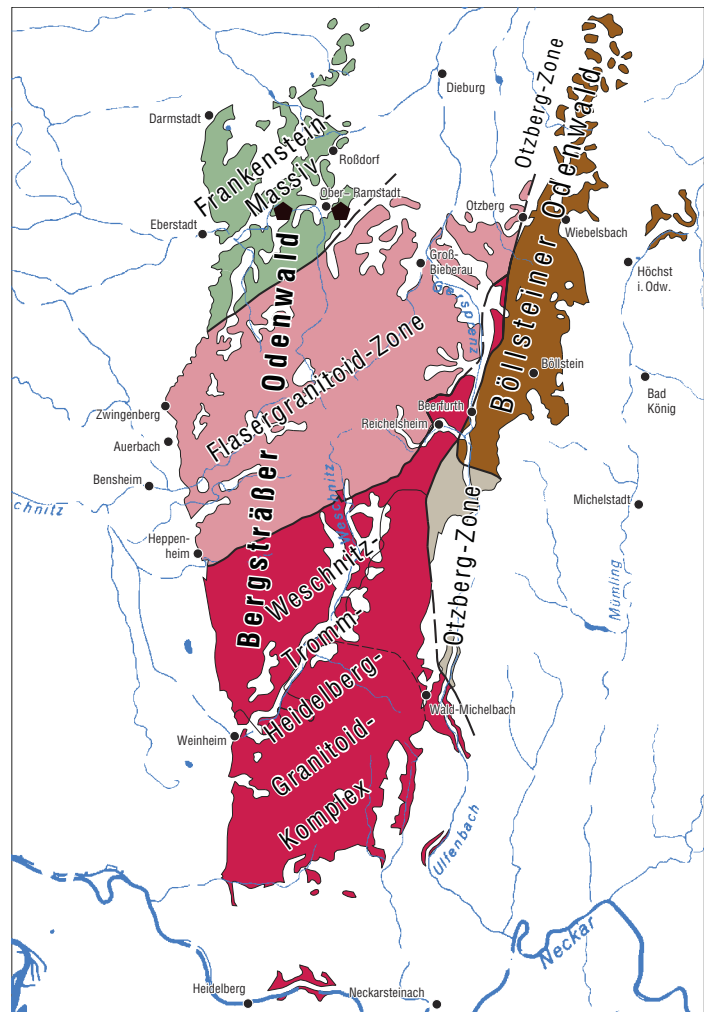 Dieburg
Otzberg-Zone
Darmstadt
Roßdorf
Frankenstein-
Massiv
Ober- Ramstadt
Otzberg
Eberstadt
Wiebelsbach
Groß-
Bieberau
Höchst
i. Odw.
Gersprenz
Böllsteiner Odenwald
Bergsträßer Odenwald
Flasergranitoid-Zone
Böllstein
Bad
König
Zwingenberg
Beerfurth
Reichelsheim
Auerbach
Bensheim
Weschnitz
chnitz
Michelstadt
Heppen-
heim
Otzberg-Zone
Mümling
Weschnitz-
Tromm-
Heidelberg-
Granitoid-
Komplex
Wald-Michelbach
Weinheim
Ulfenbach
Neckar
Heidelberg
Neckarsteinach